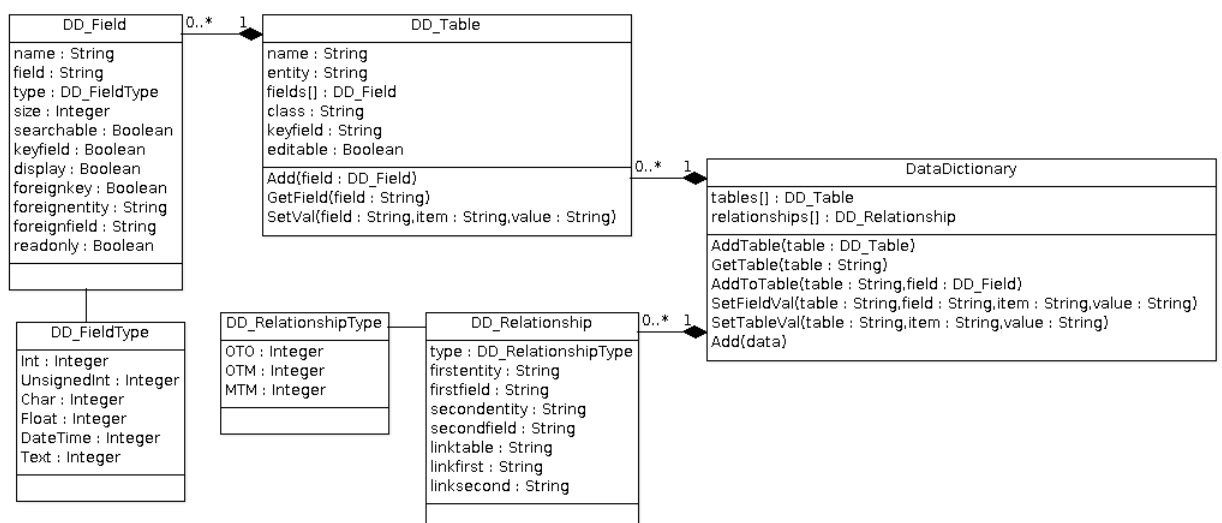 DD_Field
name : String
field : String
type : DD_FieldType
size : Integer
searchable : Boolean
keyfield : Boolean
display : Boolean
foreignkey : Boolean
foreignentity : String
foreignfield : String
readonly : Boolean
0..*
1
DD_Table
name : String
entity : String
fields[] : DD_Field
class : String
keyfield : String
editable : Boolean
Add(field : DD_Field)
GetField(field : String)
SetVal(field : String,item : String,value : String)
0..*
1
DataDictionary
tables[] : DD_Table
relationships[] : DD_Relationship
AddTable(table : DD_Table)
GetTable(table : String)
AddToTable(table : String,field : DD_Field)
SetFieldVal(table : String,field : String,item : String,value : String)
SetTableVal(table : String,item : String,value : String)
Add(data)
DD_FieldType
Int : Integer
UnsignedInt : Integer
Char : Integer
Float : Integer
DateTime : Integer
Text : Integer
DD_RelationshipType
OTO : Integer
OTM : Integer
MTM : Integer
DD_Relationship
type : DD_RelationshipType
firstentity : String
firstfield : String
secondentity : String
secondfield : String
linktable : String
linkfirst : String
linksecond : String
0..*
1